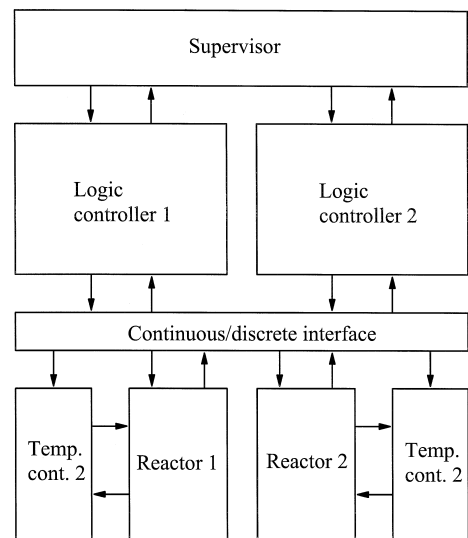 Supervisor
Logic
controller 1
Logic
controller 2
Continuous/discrete interface
Temp.
cont. 2
Reactor 1
Reactor 2
Temp.
cont. 2